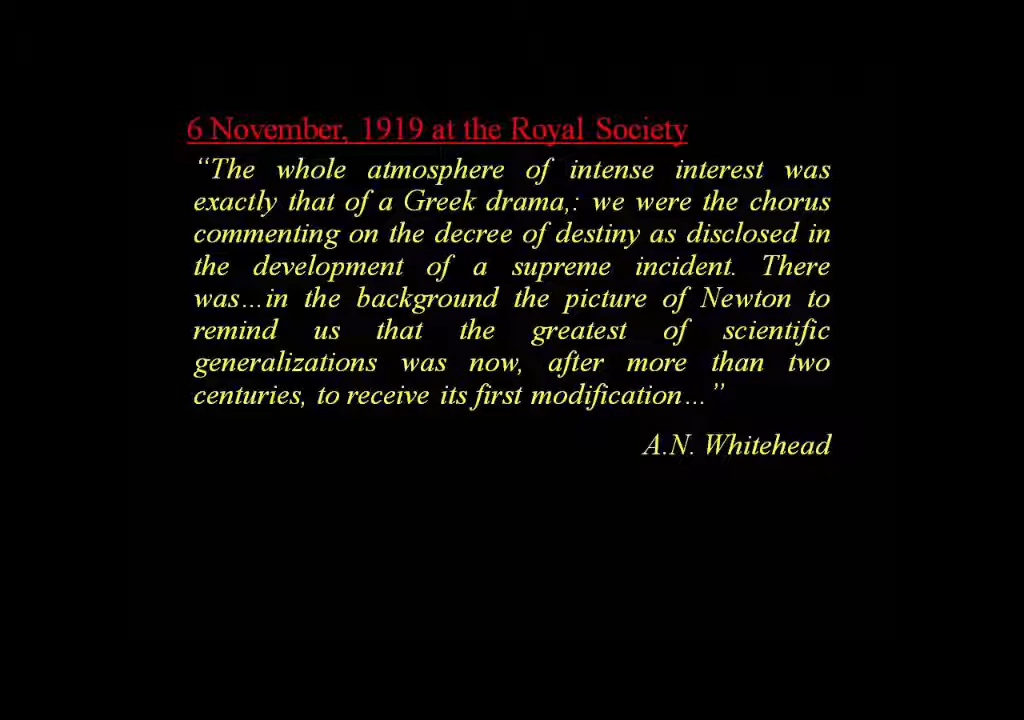 6 November, 1919 at the Royal Society
“The whole atmosphere of intense interest was
exactly that of a Greek drama,: we were the chorus
commenting on the decree of destiny as disclosed in
the development of a supreme incident. There
was…in the background the picture of Newton to
remind us that the greatest of scientific
generalizations was now, after more than two
centuries, to receive its first modification…”
A.N. Whitehead